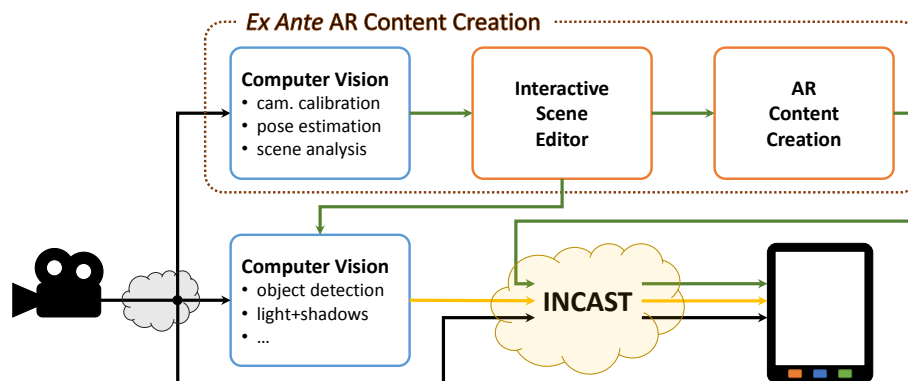 Ex Ante AR Content Creation
Computer Vision
• cam. calibration
• pose estimation
• scene analysis
Interactive
Scene
Editor
AR
Content
Creation
Computer Vision
• object detection
• light+shadows
• ...
INCAST